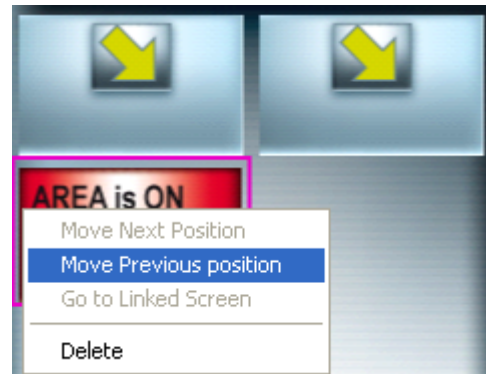 AREA is ON
Move Next Position
Move Previous position
Go to Linked Screen
Delete